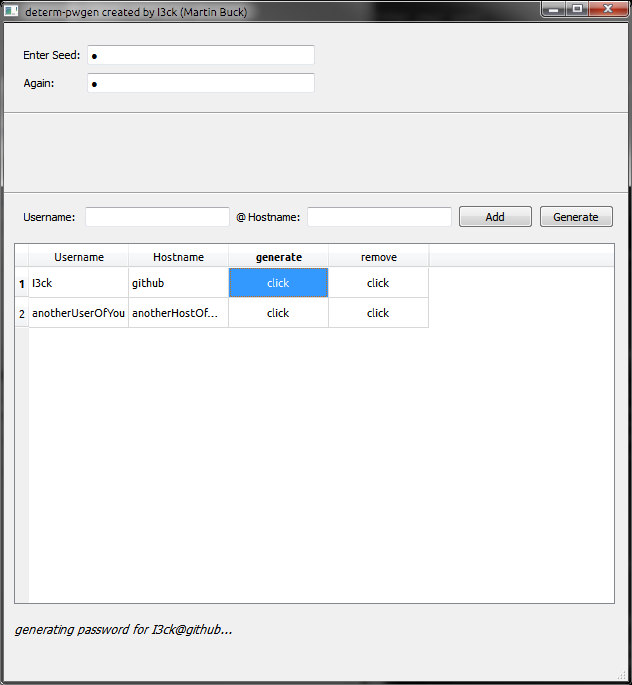 determ-pwgen created by l3ck (Martin Buck)
Enter Seed: ●
Again: ●
Username: @ Hostname: Add Generate
Username Hostname generate remove
1 l3ck github click click
2 anotherUserOfYou anotherHostOf... click click
generating password for l3ck@github...